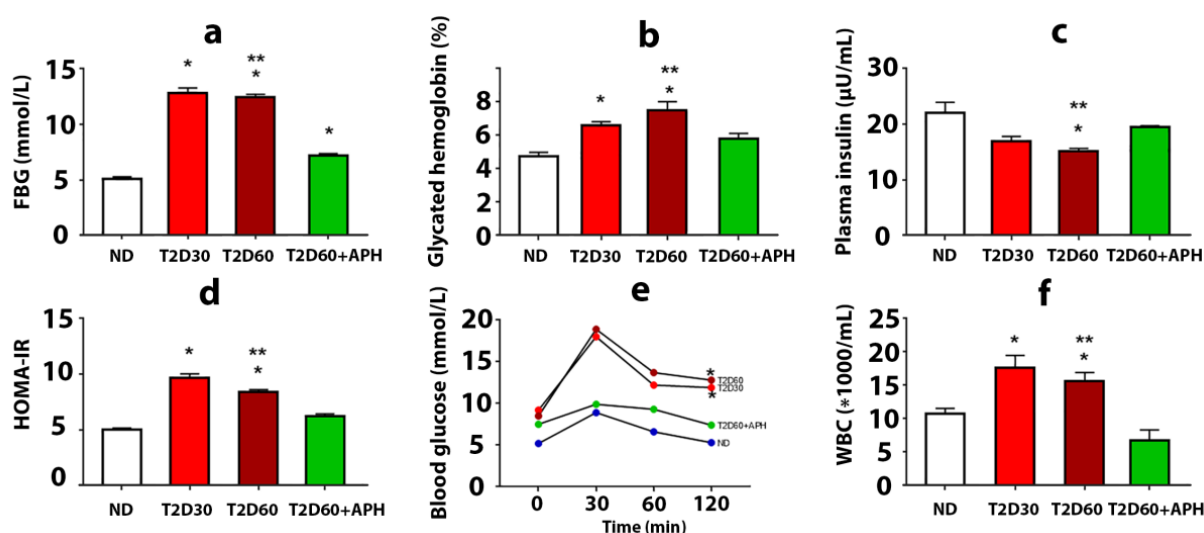 a
FBG (mmol/L)
15
10
5
0
*
**
*
*
ND
T2D30
T2D60
T2D60+APH
b
Glycated hemoglobin (%)
8
6
4
2
0
*
**
*
ND
T2D30
T2D60
T2D60+APH
c
Plasma insulin (µU/mL)
30
20
10
0
**
*
ND
T2D30
T2D60
T2D60+APH
d
HOMA-IR
15
10
5
0
*
**
*
ND
T2D30
T2D60
T2D60+APH
e
Blood glucose (mmol/L)
20
15
10
5
0
*
T2D60
T2D30
*
T2D60+APH
ND
0
30
60
120
Time (min)
f
WBC (*1000/mL)
25
20
15
10
5
0
*
**
*
ND
T2D30
T2D60
T2D60+APH